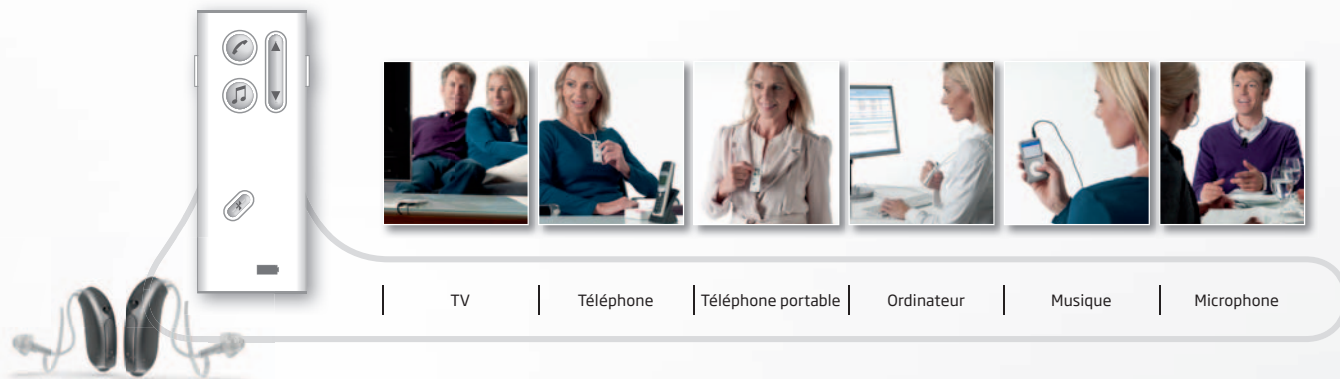 TV
Téléphone
Téléphone portable
Ordinateur
Musique
Microphone